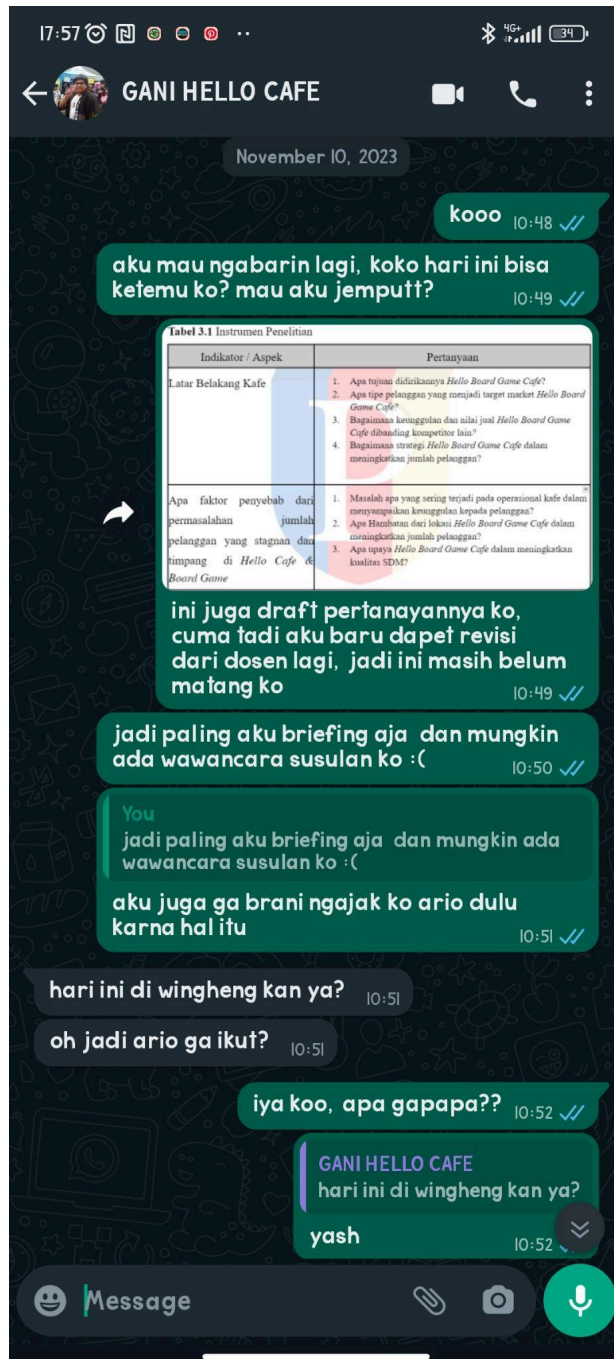 17:57
4G+
34
GANI HELLO CAFE
November 10, 2023
kooo 10:48
aku mau ngabarin lagi, koko hari ini bisa
ketemu ko? mau aku jemputt? 10:49
Tabel 3.1 Instrumen Penelitian
Indikator / Aspek Pertanyaan
Latar Belakang Kafe
1. Apa tujuan didirikannya Hello Board Game Cafe?
2. Apa tipe pelanggan yang menjadi target market Hello Board
Game Cafe?
3. Bagaimana keunggulan dan nilai jual Hello Board Game
Cafe dibanding kompetitor lain?
4. Bagaimana strategi Hello Board Game Cafe dalam
meningkatkan jumlah pelanggan?
Apa faktor penyebab dari
permasalahan jumlah
pelanggan yang stagnan dan
timpang di Hello Cafe &
Board Game
1. Masalah apa yang sering terjadi pada operasional kafe dalam
menyampaikan keunggulan kepada pelanggan?
2. Apa Hambatan dari lokasi Hello Board Game Cafe dalam
meningkatkan jumlah pelanggan?
3. Apa upaya Hello Board Game Cafe dalam meningkatkan
kualitas SDM?
ini juga draft pertanayannya ko,
cuma tadi aku baru dapet revisi
dari dosen lagi, jadi ini masih belum
matang ko 10:49
jadi paling aku briefing aja dan mungkin
ada wawancara susulan ko :( 10:50
You
jadi paling aku briefing aja dan mungkin ada
wawancara susulan ko :(
aku juga ga brani ngajak ko ario dulu
karna hal itu 10:51
hari ini di wingheng kan ya? 10:51
oh jadi ario ga ikut? 10:51
iya koo, apa gapapa?? 10:52
GANI HELLO CAFE
hari ini di wingheng kan ya?
yash 10:52
Message